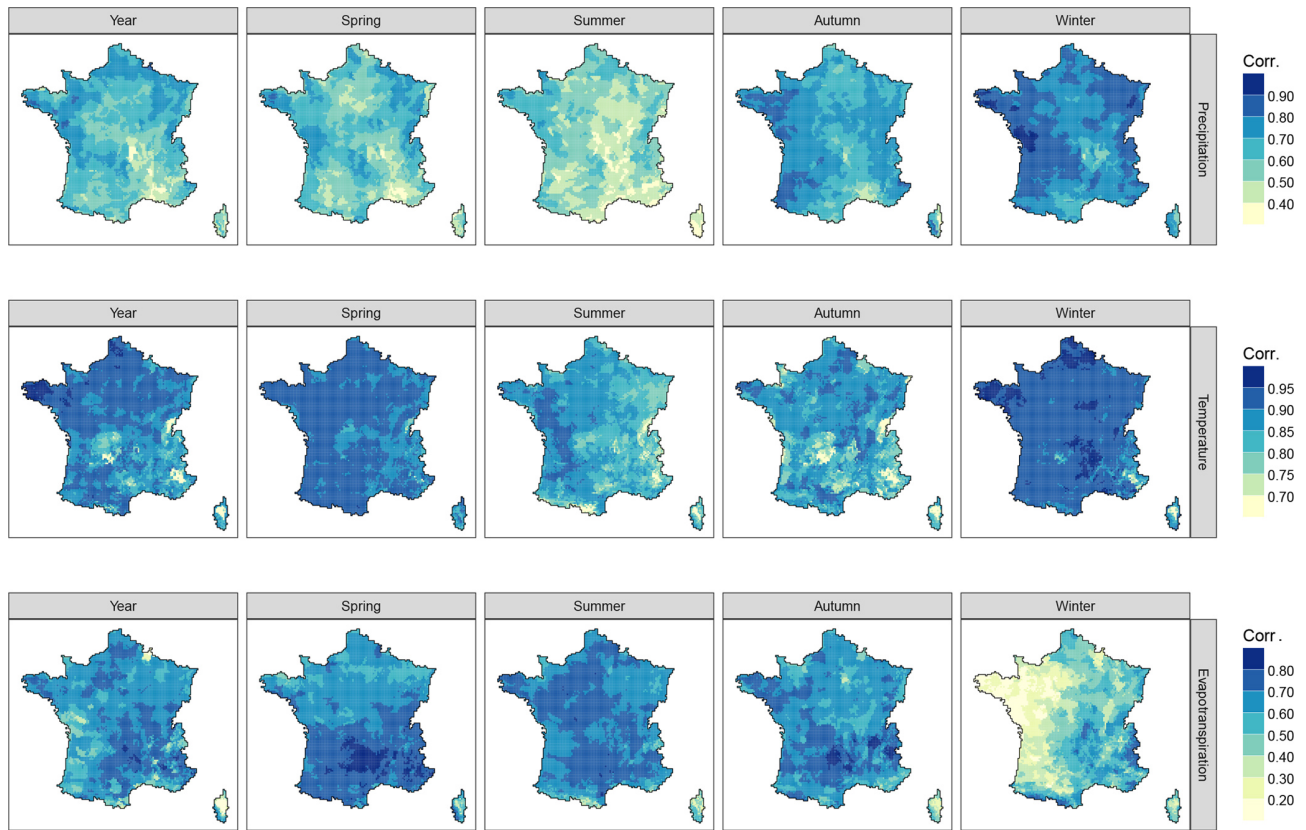 Year Spring Summer Autumn Winter
Precipitation
Corr.
0.90
0.80
0.70
0.60
0.50
0.40
Year Spring Summer Autumn Winter
Temperature
Corr.
0.95
0.90
0.85
0.80
0.75
0.70
Year Spring Summer Autumn Winter
Evapotranspiration
Corr.
0.80
0.70
0.60
0.50
0.40
0.30
0.20